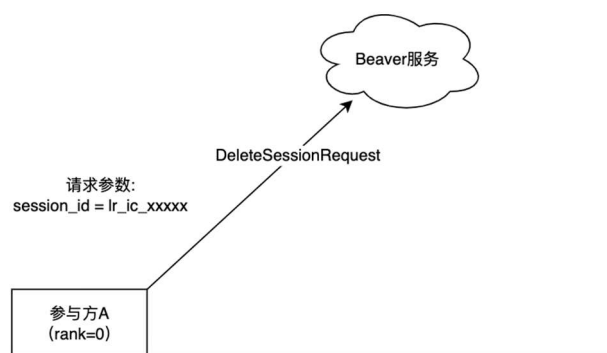 Beaver服务
DeleteSessionRequest
请求参数:
session_id = lr_ic_xxxxx
参与方A
（rank=0）